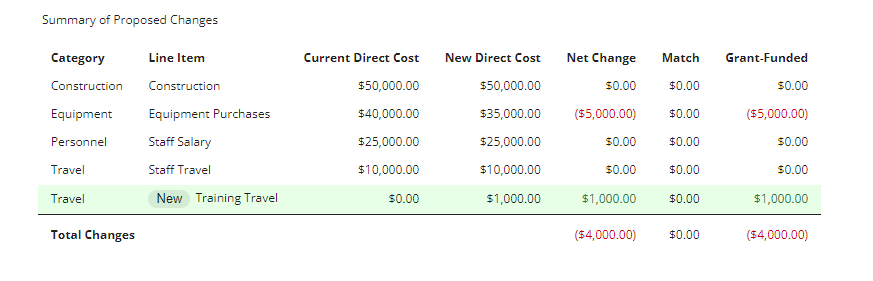 Summary of Proposed Changes
Category Line Item Current Direct Cost New Direct Cost Net Change Match Grant-Funded
Construction Construction $50,000.00 $50,000.00 $0.00 $0.00 $0.00
Equipment Equipment Purchases $40,000.00 $35,000.00 ($5,000.00) $0.00 ($5,000.00)
Personnel Staff Salary $25,000.00 $25,000.00 $0.00 $0.00 $0.00
Travel Staff Travel $10,000.00 $10,000.00 $0.00 $0.00 $0.00
Travel New Training Travel $0.00 $1,000.00 $1,000.00 $0.00 $1,000.00
Total Changes ($4,000.00) $0.00 ($4,000.00)